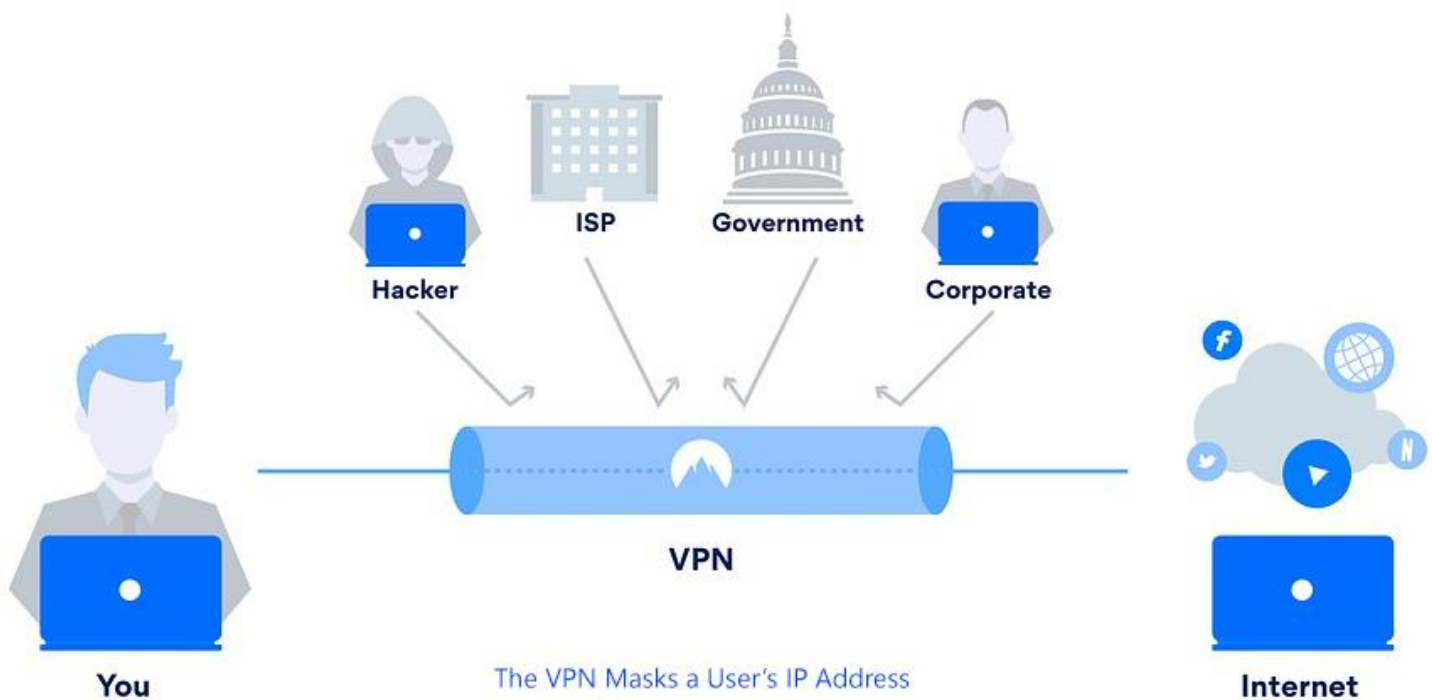 Hacker
ISP
Government
Corporate
f
N
VPN
You
The VPN Masks a User's IP Address
Internet